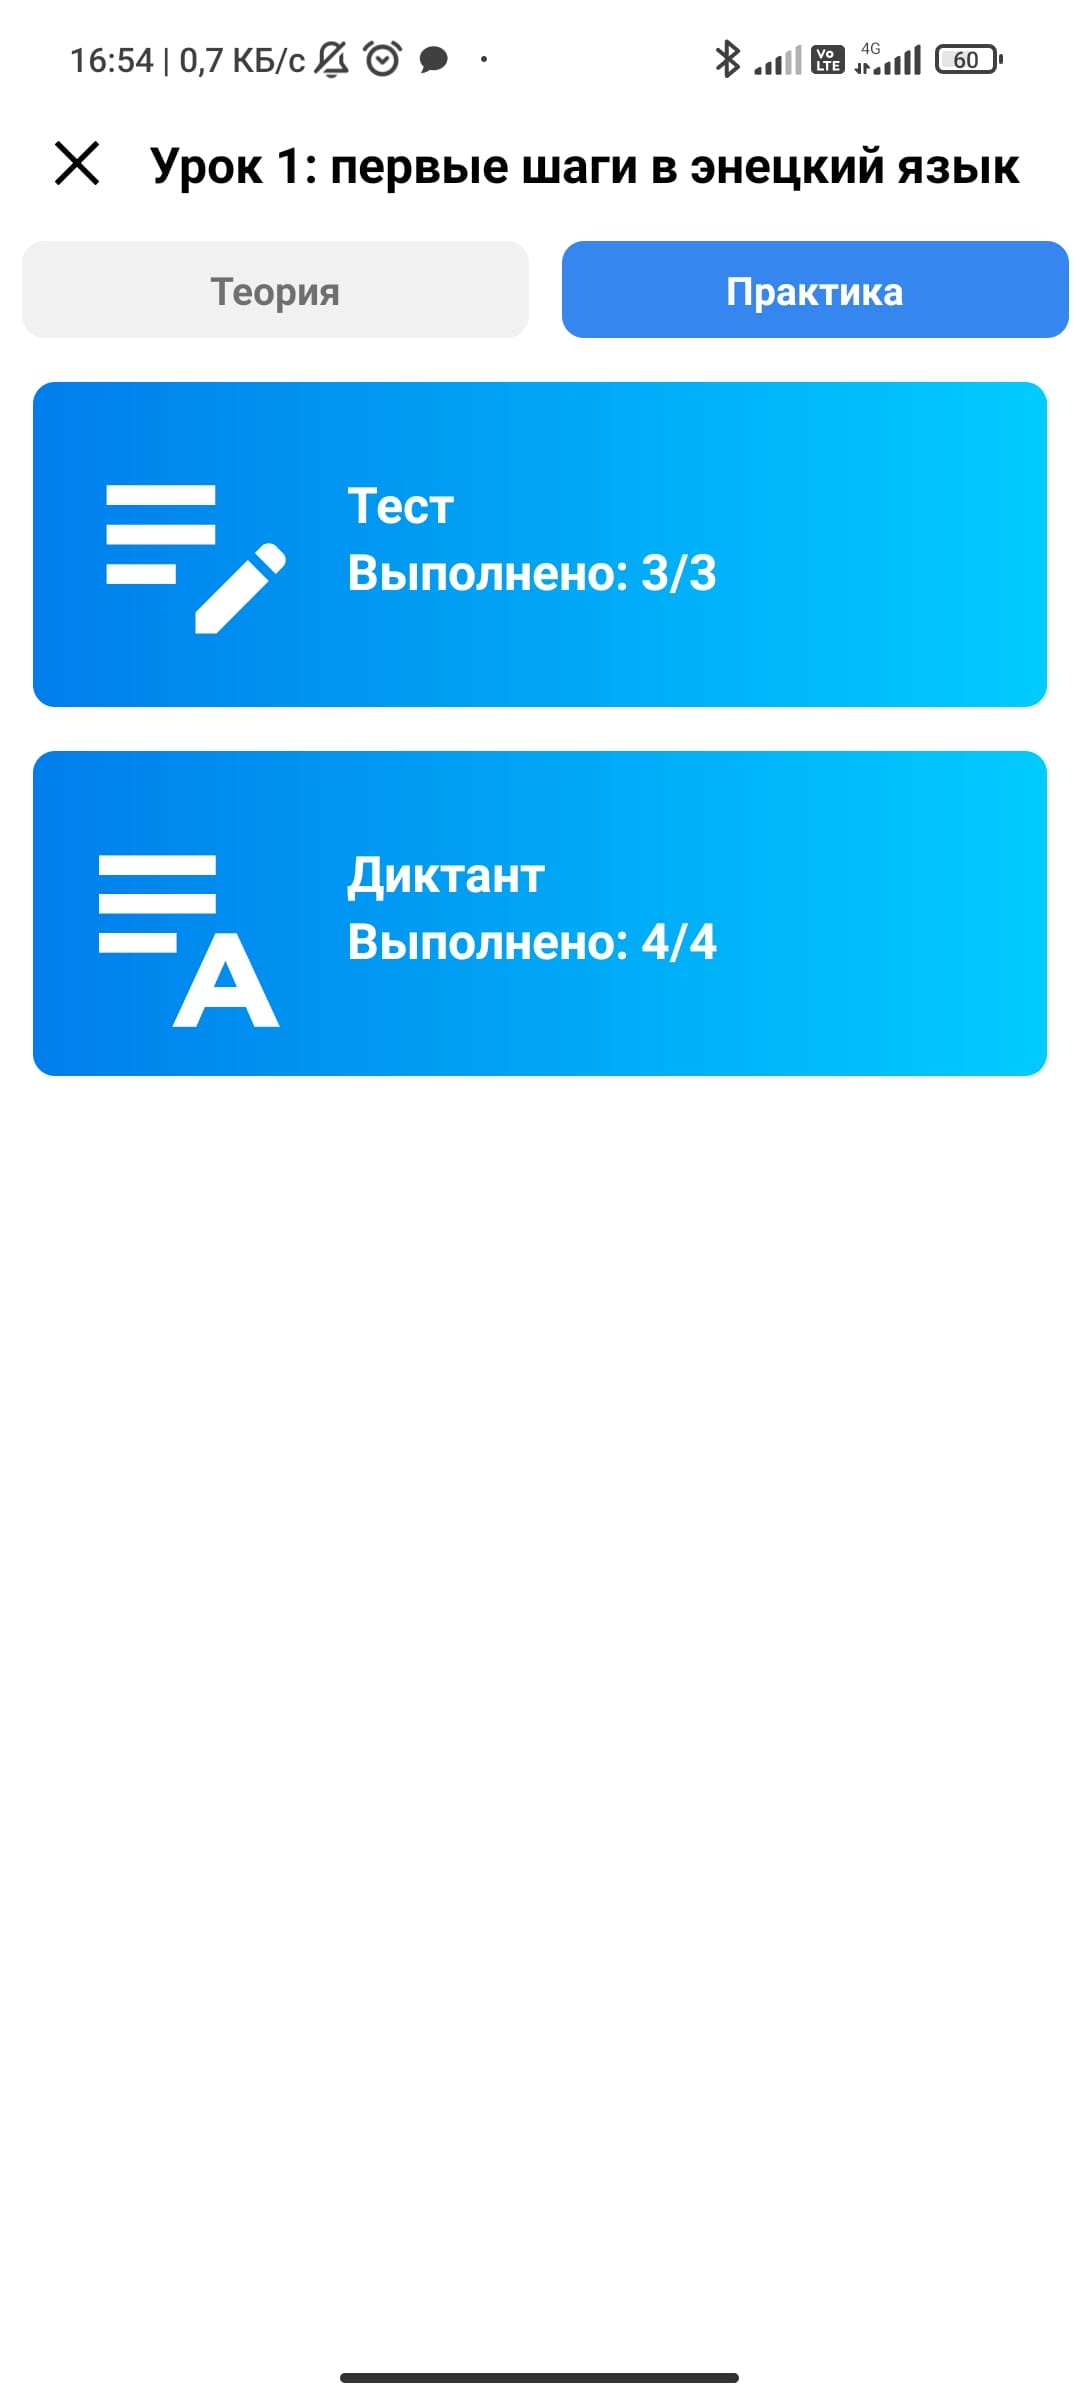 16:54 | 0,7 КБ/с
Vo LTE
4G
60
Урок 1: первые шаги в энецкий язык
Теория
Практика
Тест
Выполнено: 3/3
Диктант
Выполнено: 4/4